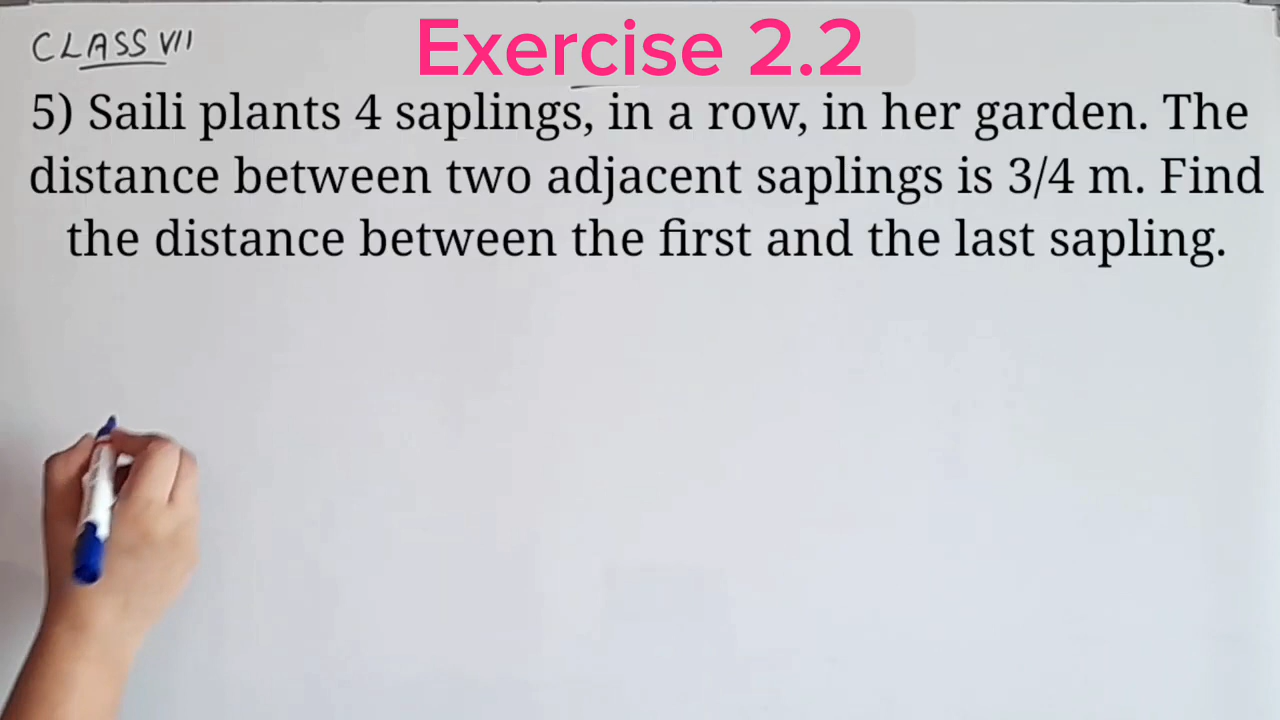 CLASS VII
Exercise 2.2
5) Saili plants 4 saplings, in a row, in her garden. The
distance between two adjacent saplings is 3/4 m. Find
the distance between the first and the last sapling.